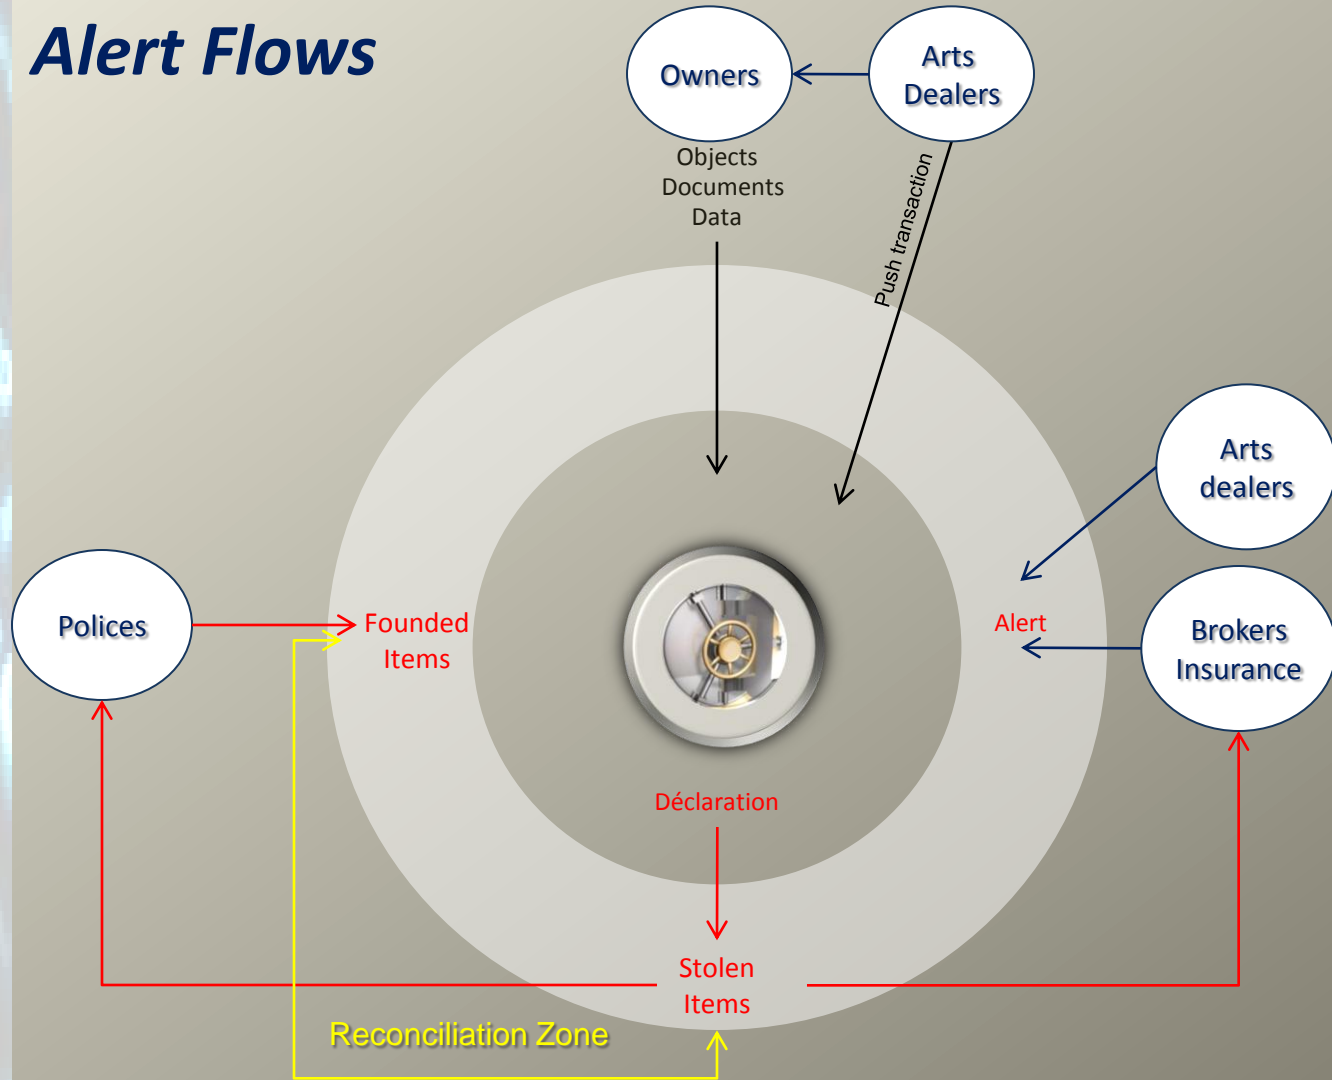 Alert Flows
Owners
Arts
Dealers
Objects
Documents
Data
Push transaction
Arts
dealers
Polices
Founded
Items
Alert
Brokers
Insurance
Déclaration
Stolen
Items
Reconciliation Zone